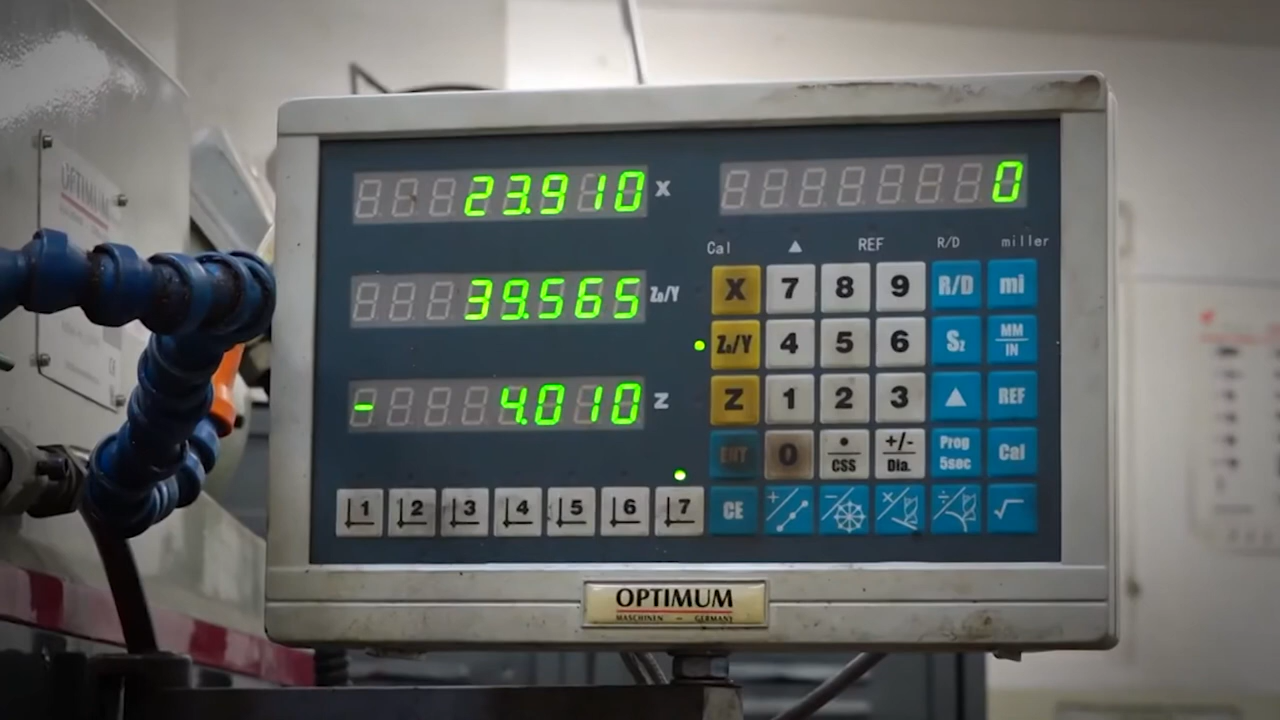 OPTIMUM
23.910 X
0
39.565 Z₀/Y
- 4.010 Z
Cal ▲ REF R/D miller
X 7 8 9 R/D mi
Z₀/Y 4 5 6 S₂ MM/IN
Z 1 2 3 ▲ REF
ENT 0 •/CSS +/-/Dia. Prog 5sec Cal
1 2 3 4 5 6 7 CE + − × ÷ √
OPTIMUM
MASCHINEN - GERMANY